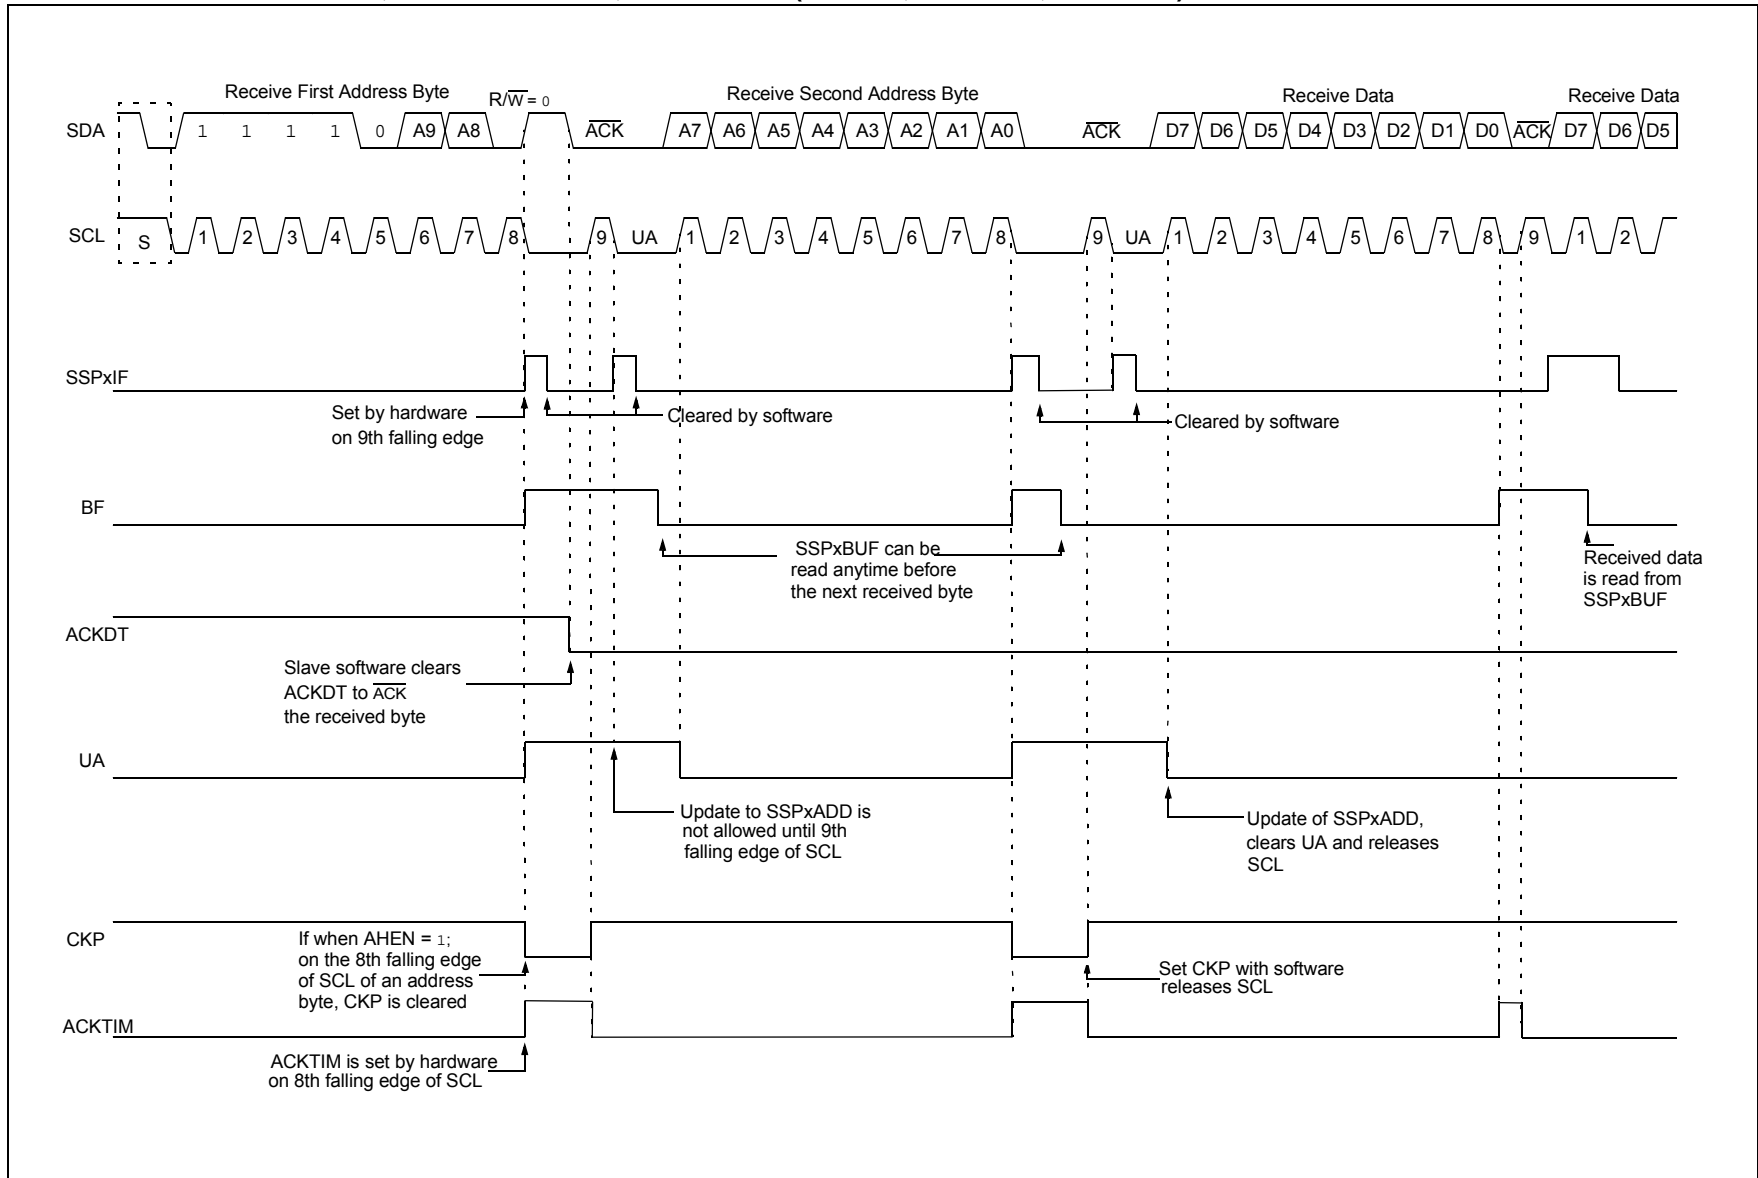 Receive First Address Byte
R/W = 0
Receive Second Address Byte
Receive Data
Receive Data
SDA
1 1 1 1 0 A9 A8
ACK
A7 A6 A5 A4 A3 A2 A1 A0
ACK
D7 D6 D5 D4 D3 D2 D1 D0
ACK
D7 D6 D5
SCL
S
1 2 3 4 5 6 7 8 9 UA 1 2 3 4 5 6 7 8 9 UA 1 2 3 4 5 6 7 8 9 1 2
SSPxIF
Set by hardware
on 9th falling edge
Cleared by software
Cleared by software
BF
SSPxBUF can be
read anytime before
the next received byte
Received data
is read from
SSPxBUF
ACKDT
Slave software clears
ACKDT to ACK
the received byte
UA
Update to SSPxADD is
not allowed until 9th
falling edge of SCL
Update of SSPxADD,
clears UA and releases
SCL
CKP
If when AHEN = 1;
on the 8th falling edge
of SCL of an address
byte, CKP is cleared
Set CKP with software
releases SCL
ACKTIM
ACKTIM is set by hardware
on 8th falling edge of SCL